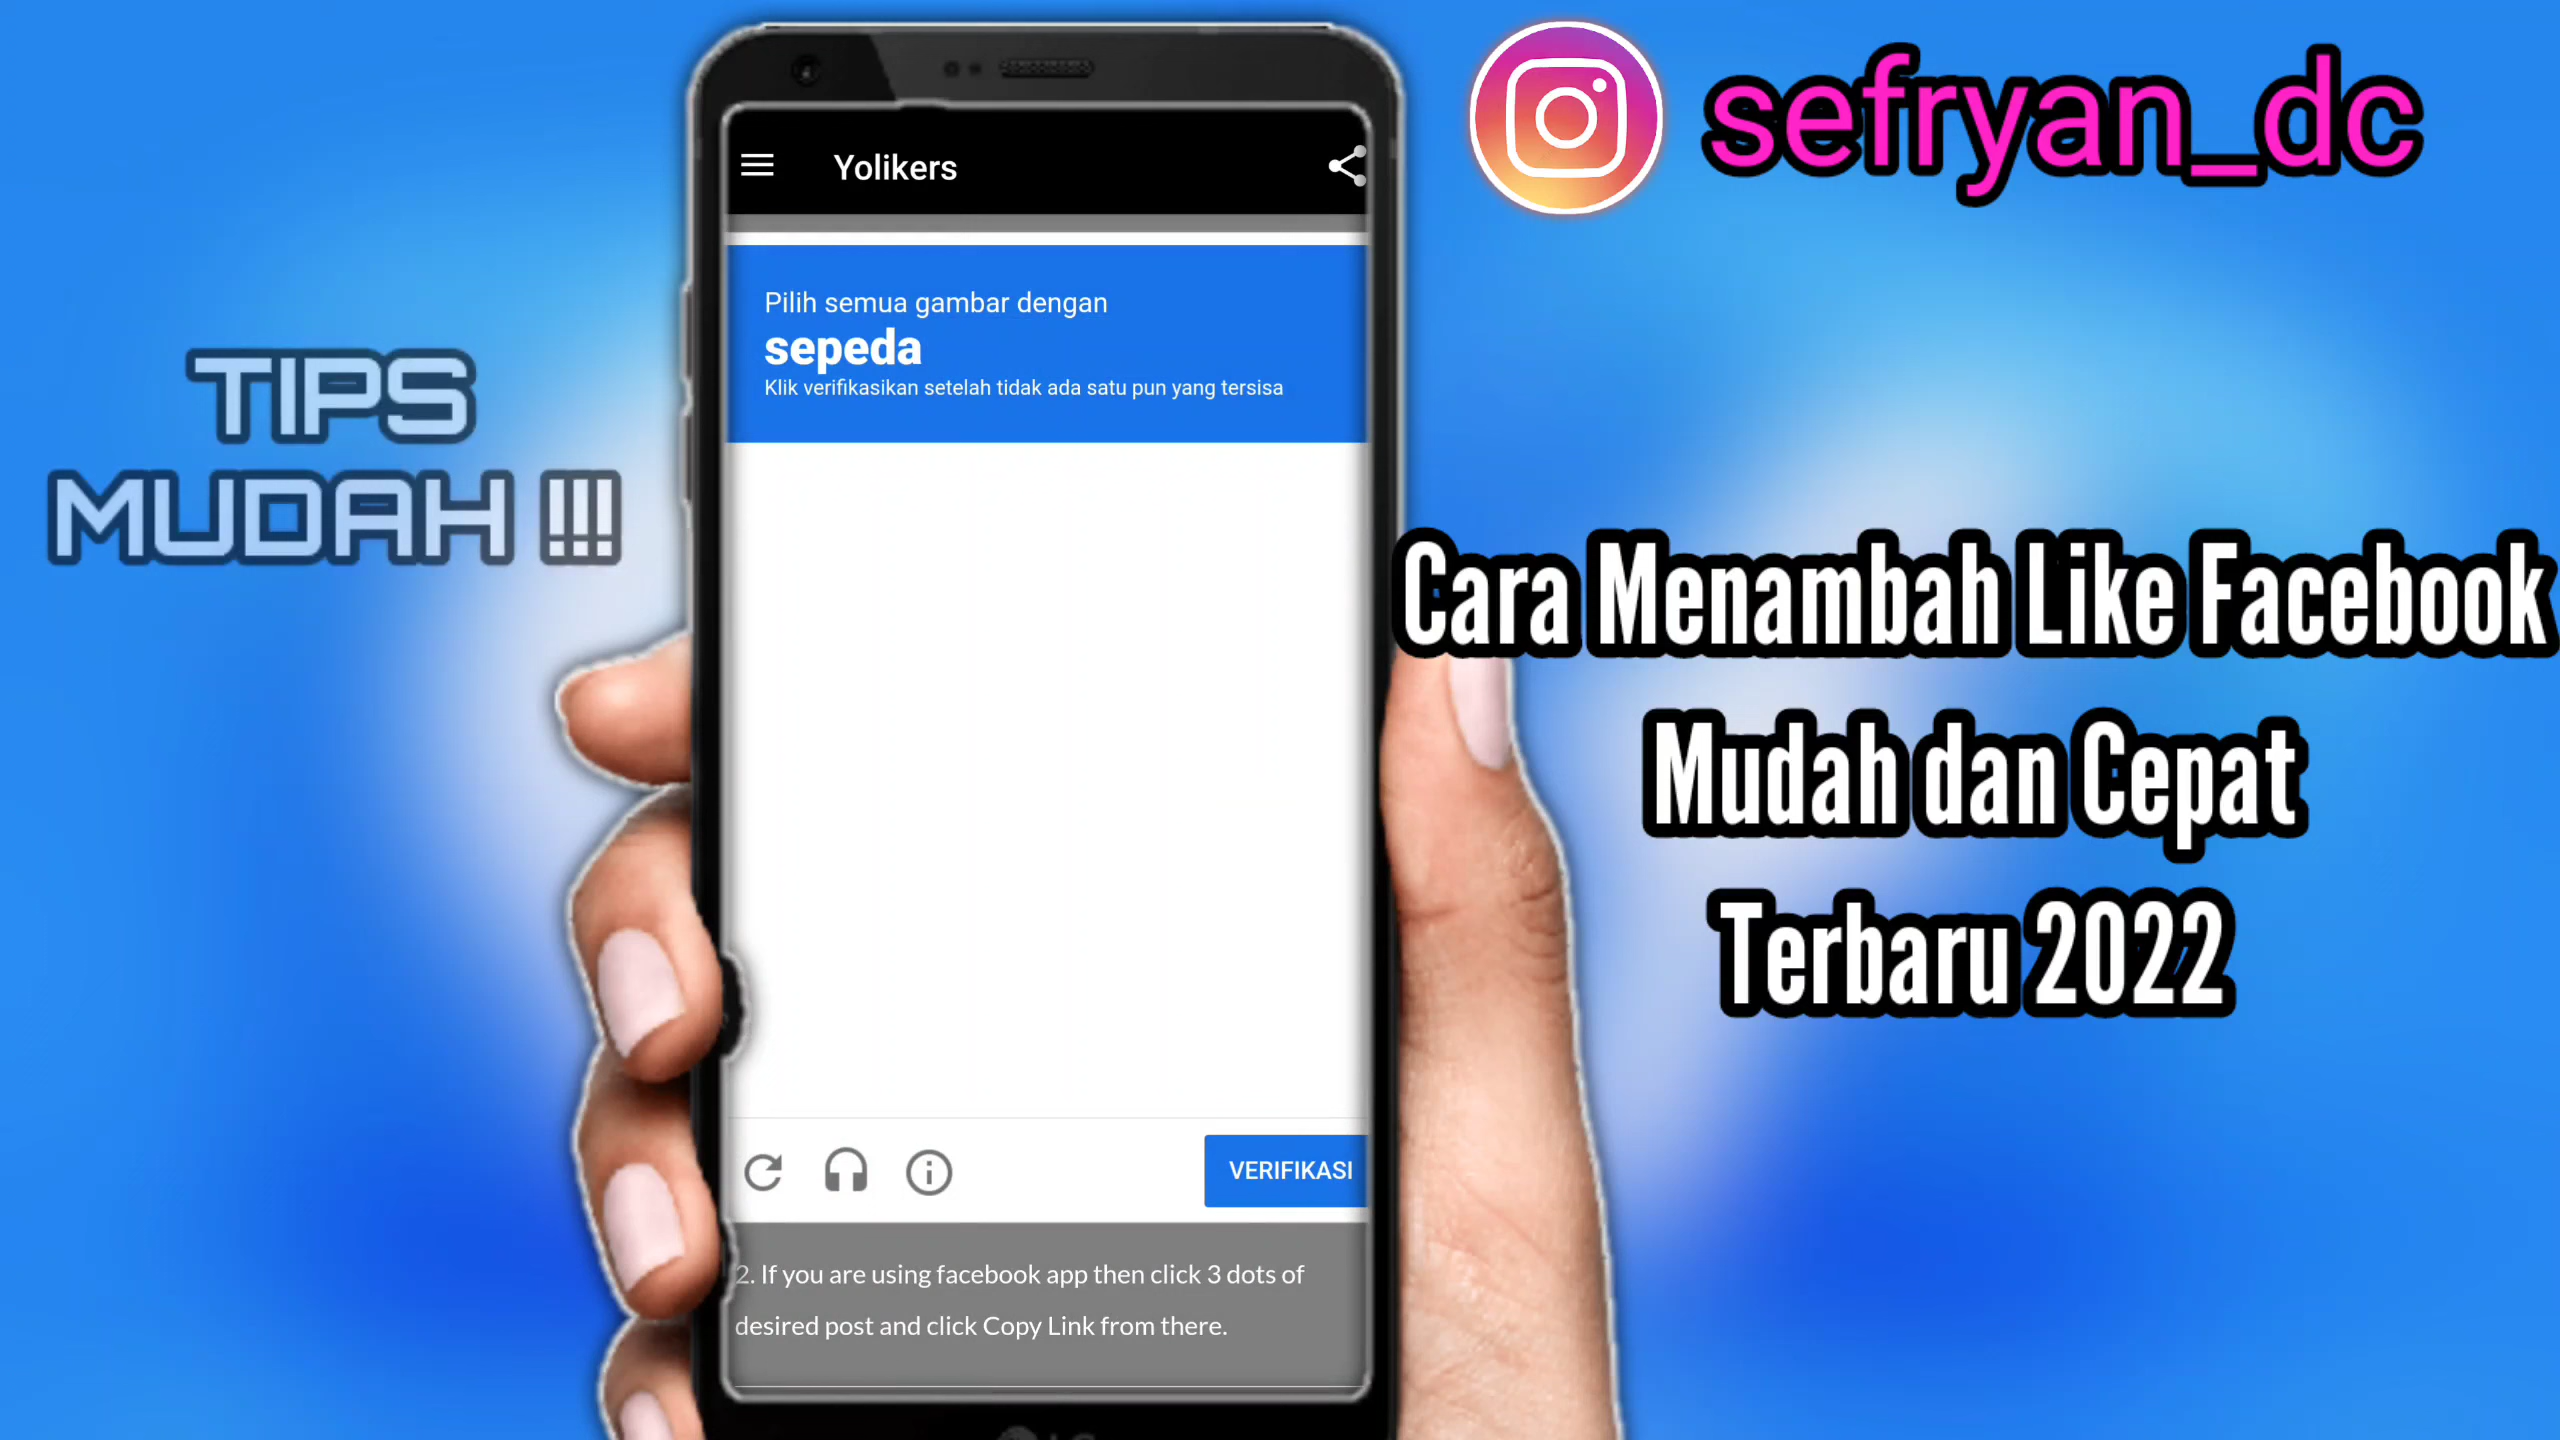 sefryan_dc
TIPS
MUDAH !!!
Yolikers
Pilih semua gambar dengan
sepeda
Klik verifikasikan setelah tidak ada satu pun yang tersisa
VERIFIKASI
2. If you are using facebook app then click 3 dots of
desired post and click Copy Link from there.
Cara Menambah Like Facebook
Mudah dan Cepat
Terbaru 2022